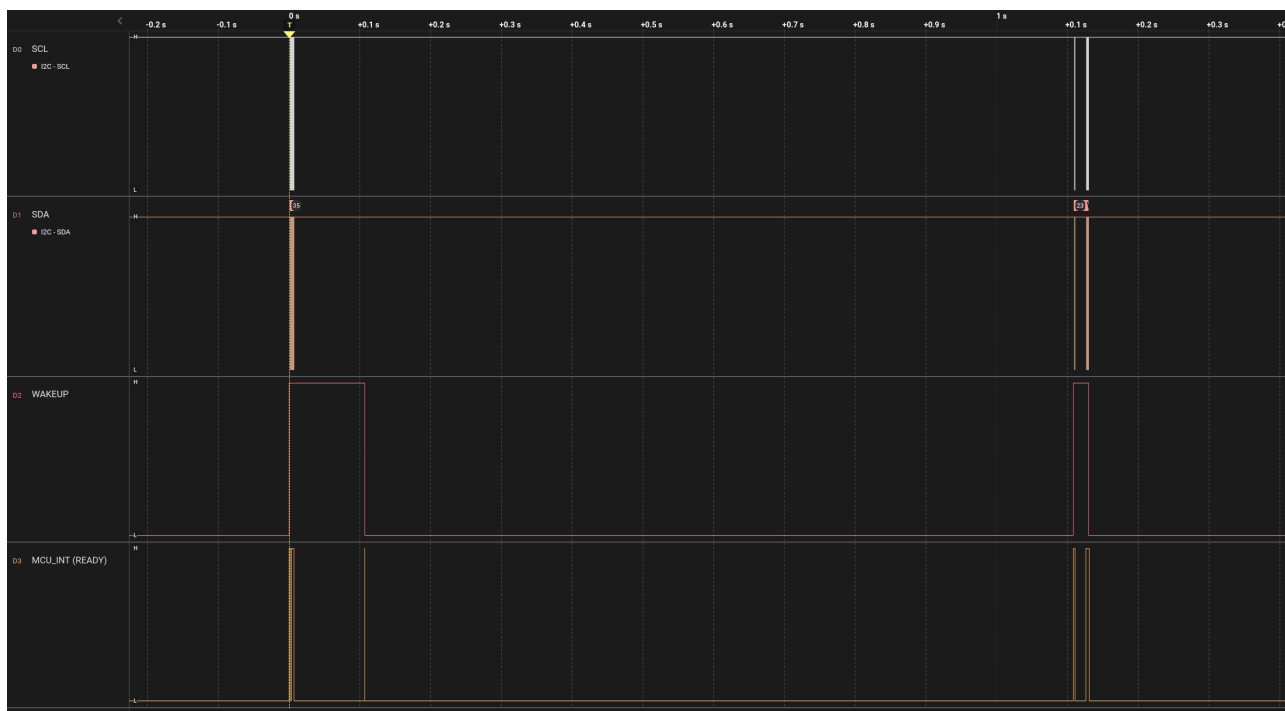 0 s 1 s
-0.2 s -0.1 s +0.1 s +0.2 s +0.3 s +0.4 s +0.5 s +0.6 s +0.7 s +0.8 s +0.9 s +0.1 s +0.2 s +0.3 s +0
T
H
D0 SCL
I2C - SCL
L
35 23
D1 SDA
H
I2C - SDA
L
H
D2 WAKEUP
L
H
D3 MCU_INT (READY)
L